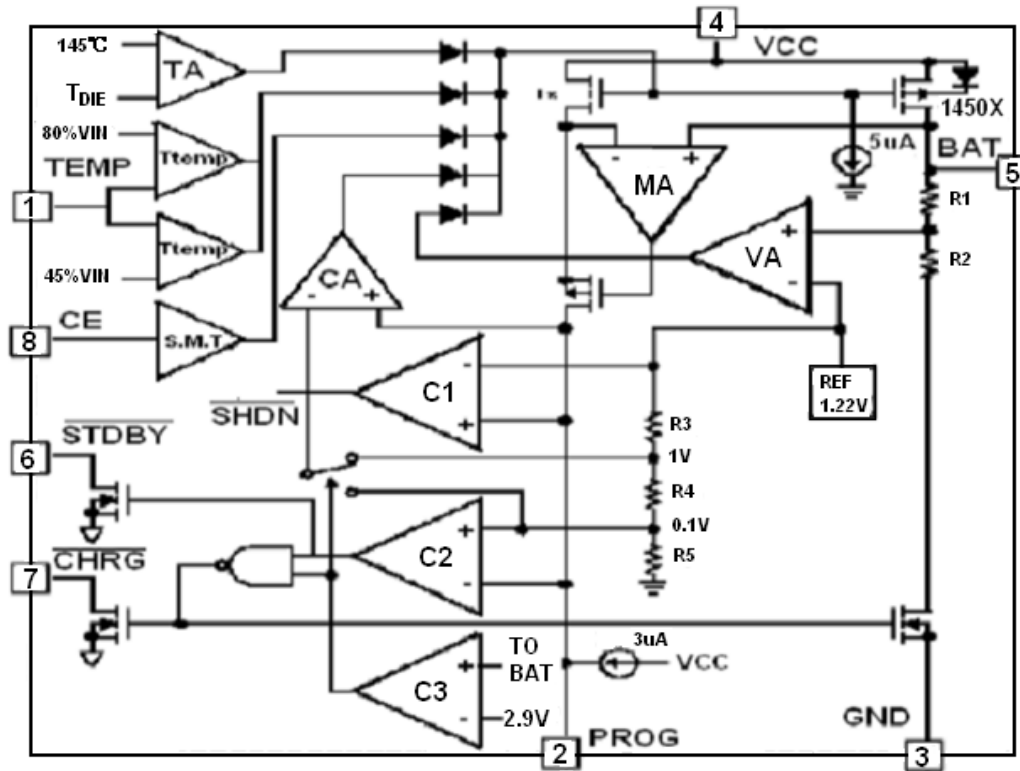 145℃
TA
T DIE
80%VIN
TEMP
Ttemp
1
Ttemp
45%VIN
CE
8
S.M.T
4
VCC
1450X
5uA
BAT
5
MA
R1
R2
VA
+
-
-
+
CA
-
+
REF
1.22V
C1
-
+
SHDN
R3
1V
R4
0.1V
R5
STDBY
6
C2
+
-
CHRG
7
C3
+
-
TO
BAT
2.9V
3uA
VCC
2
PROG
GND
3